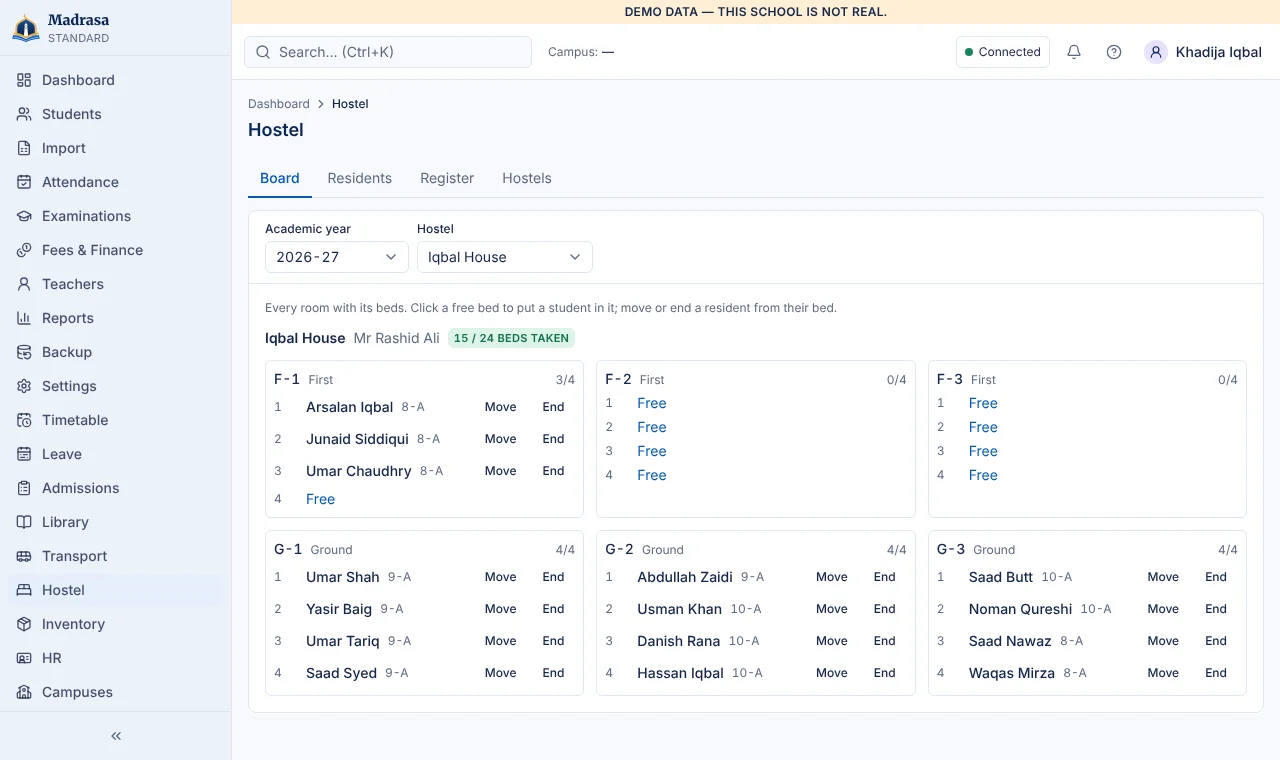 DEMO DATA — THIS SCHOOL IS NOT REAL.
Madrasa
STANDARD
Search... (Ctrl+K)
Campus: —
Connected
Khadija Iqbal
Dashboard
Students
Import
Attendance
Examinations
Fees & Finance
Teachers
Reports
Backup
Settings
Timetable
Leave
Admissions
Library
Transport
Hostel
Inventory
HR
Campuses
Dashboard > Hostel
Hostel
Board Residents Register Hostels
Academic year Hostel
2026-27 Iqbal House
Every room with its beds. Click a free bed to put a student in it; move or end a resident from their bed.
Iqbal House Mr Rashid Ali 15 / 24 BEDS TAKEN
F-1 First 3/4
1 Arsalan Iqbal 8-A Move End
2 Junaid Siddiqui 8-A Move End
3 Umar Chaudhry 8-A Move End
4 Free
F-2 First 0/4
1 Free
2 Free
3 Free
4 Free
F-3 First 0/4
1 Free
2 Free
3 Free
4 Free
G-1 Ground 4/4
1 Umar Shah 9-A Move End
2 Yasir Baig 9-A Move End
3 Umar Tariq 9-A Move End
4 Saad Syed 9-A Move End
G-2 Ground 4/4
1 Abdullah Zaidi 9-A Move End
2 Usman Khan 10-A Move End
3 Danish Rana 10-A Move End
4 Hassan Iqbal 10-A Move End
G-3 Ground 4/4
1 Saad Butt 10-A Move End
2 Noman Qureshi 10-A Move End
3 Saad Nawaz 8-A Move End
4 Waqas Mirza 8-A Move End